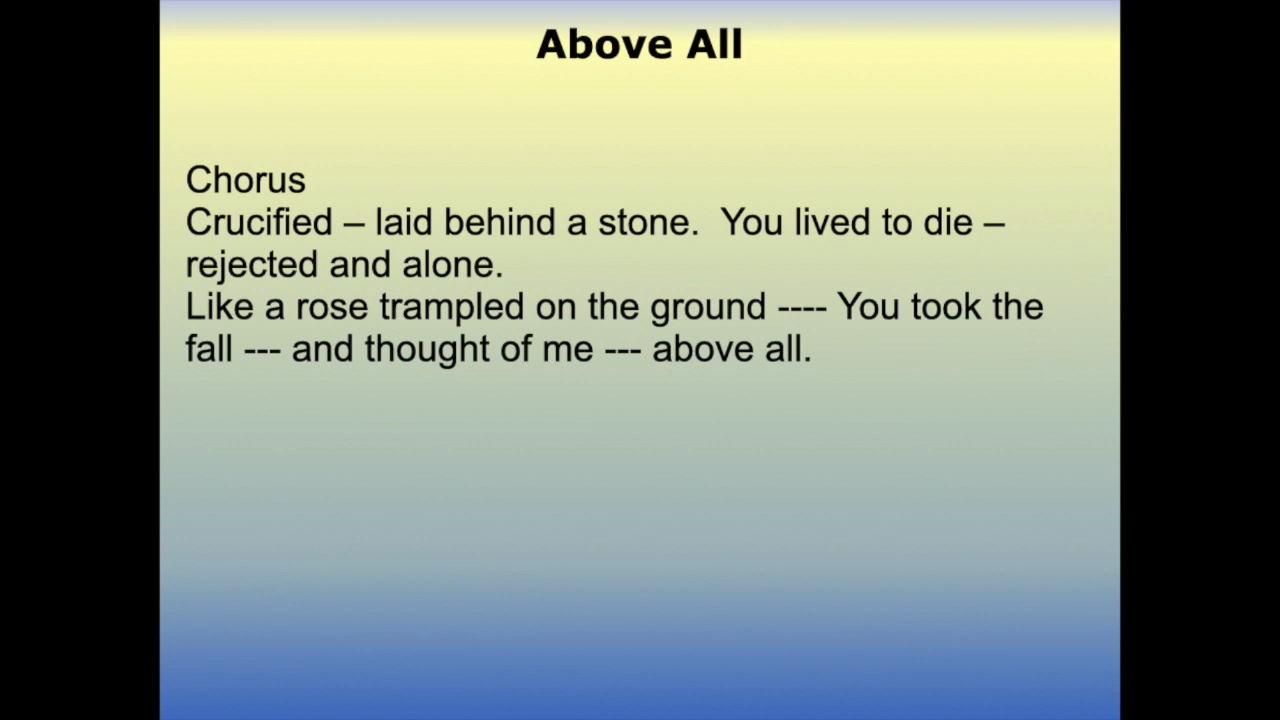 Above All
Chorus
Crucified – laid behind a stone.  You lived to die –
rejected and alone.
Like a rose trampled on the ground ---- You took the
fall --- and thought of me --- above all.